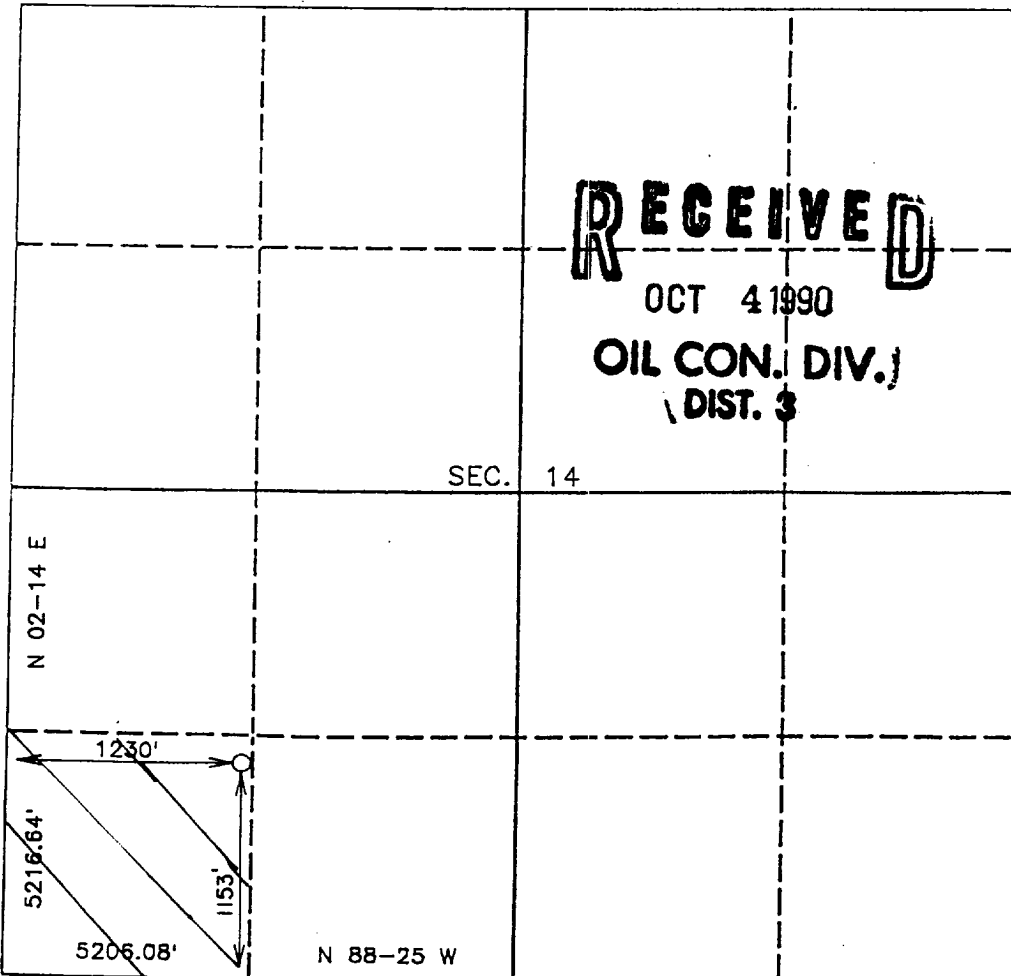 RECEIVED
OCT 4 1990
OIL CON. DIV.
DIST. 3
SEC. 14
N 02-14 E
1230'
5216.64'
1153'
5206.08'
N 88-25 W